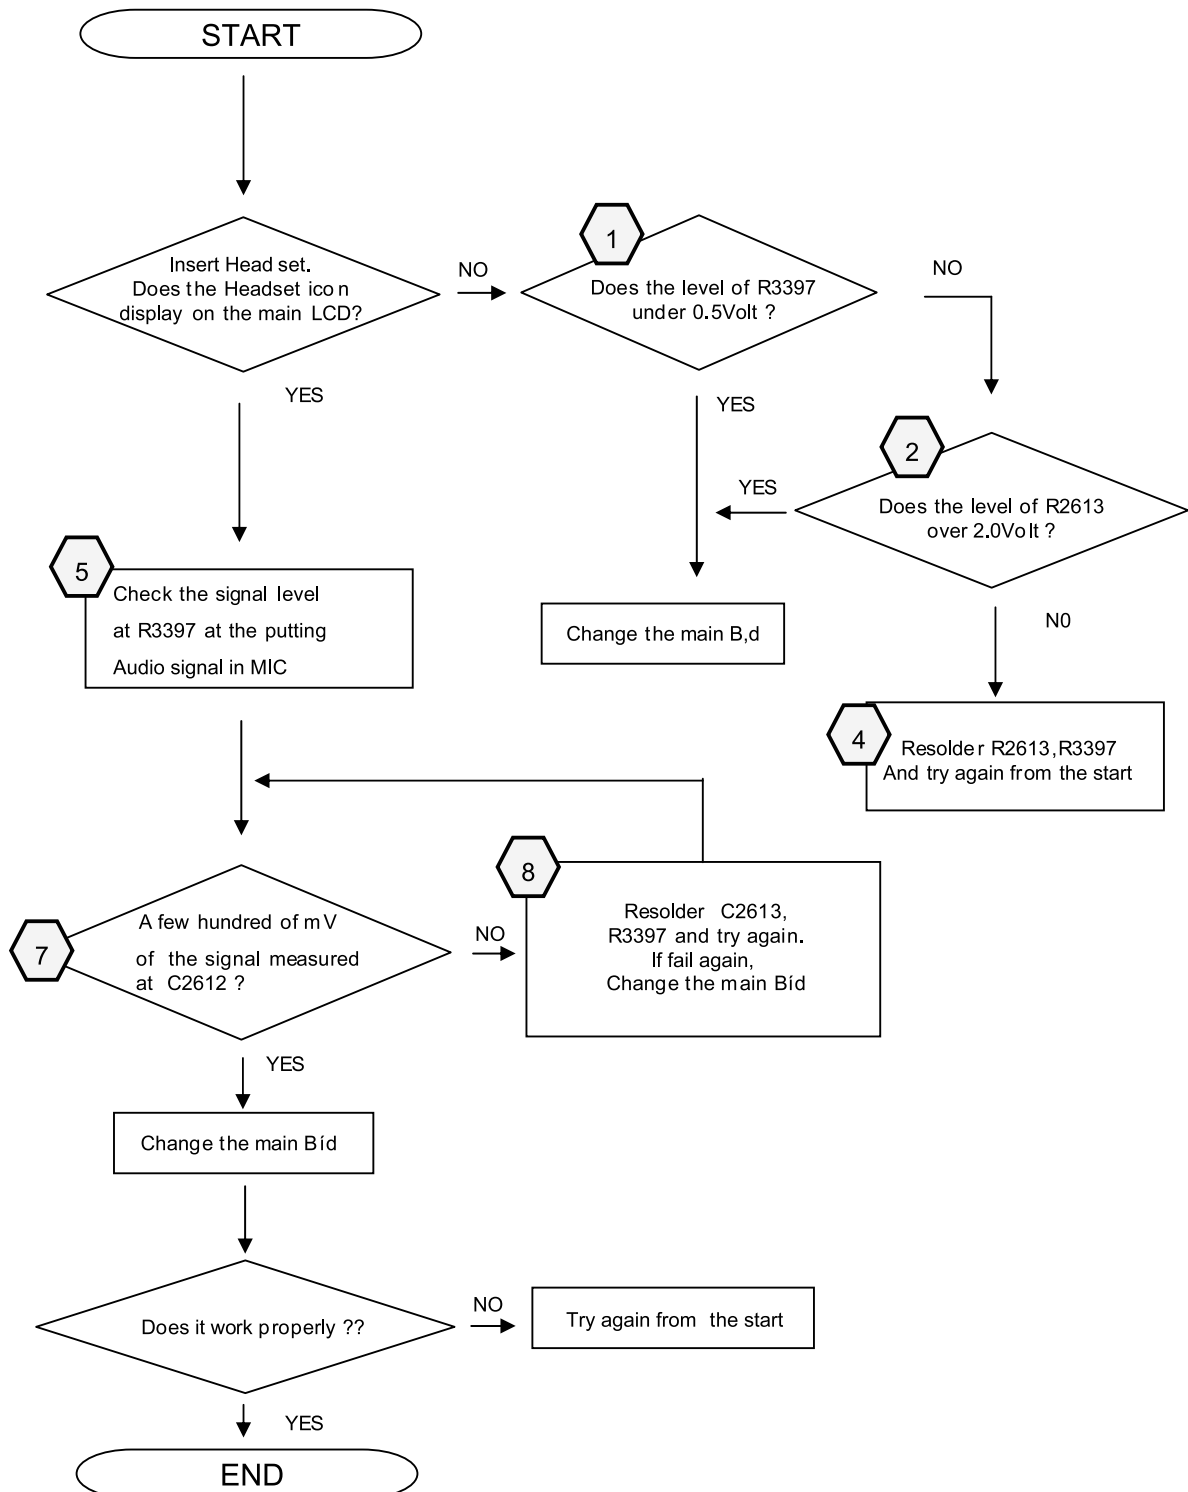 START
Insert Head set.
Does the Headset icon
display on the main LCD?
NO
1
Does the level of R3397
under 0.5Volt ?
NO
YES
YES
2
Does the level of R2613
over 2.0Volt ?
YES
N0
5
Check the signal level
at R3397 at the putting
Audio signal in MIC
Change the main B,d
4
Resolder R2613,R3397
And try again from the start
7
A few hundred of mV
of the signal measured
at C2612 ?
NO
8
Resolder C2613,
R3397 and try again.
If fail again,
Change the main Bíd
YES
Change the main Bíd
Does it work properly ??
NO
Try again from the start
YES
END